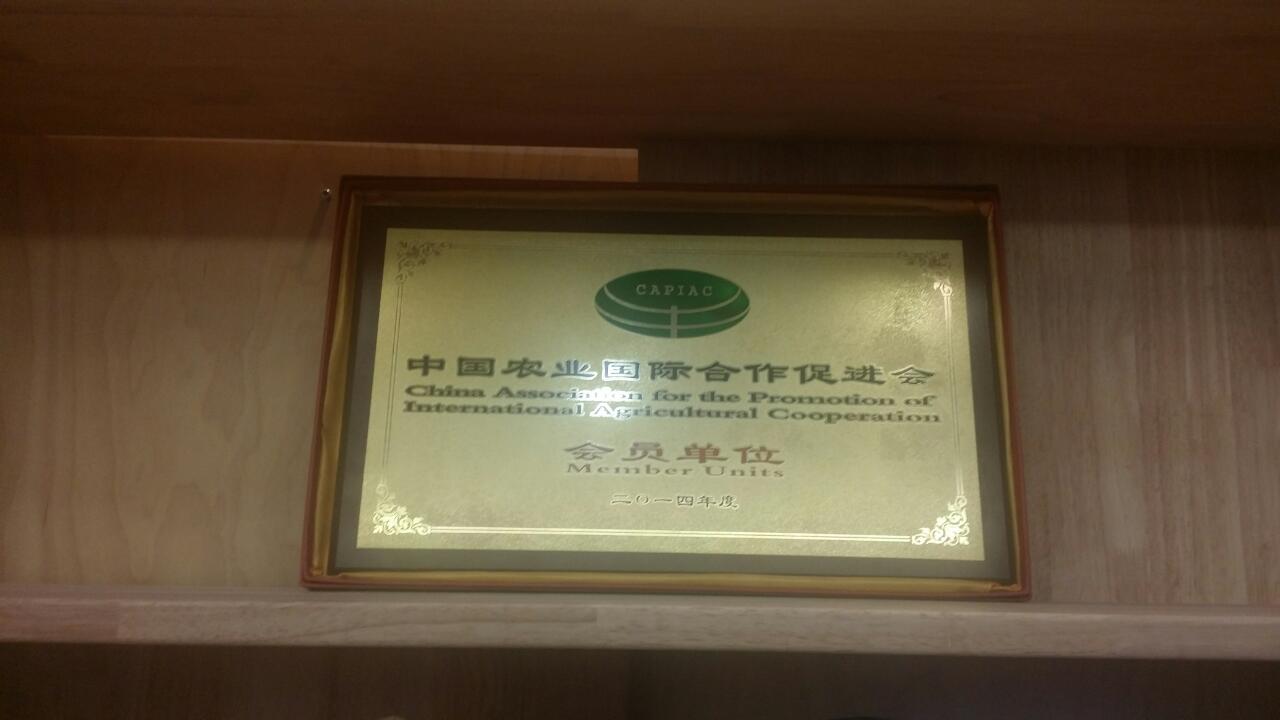 CAPIAC
中国农业国际合作促进会
China Association for the Promotion of
International Agricultural Cooperation
会员单位
Member Units
二〇一四年度